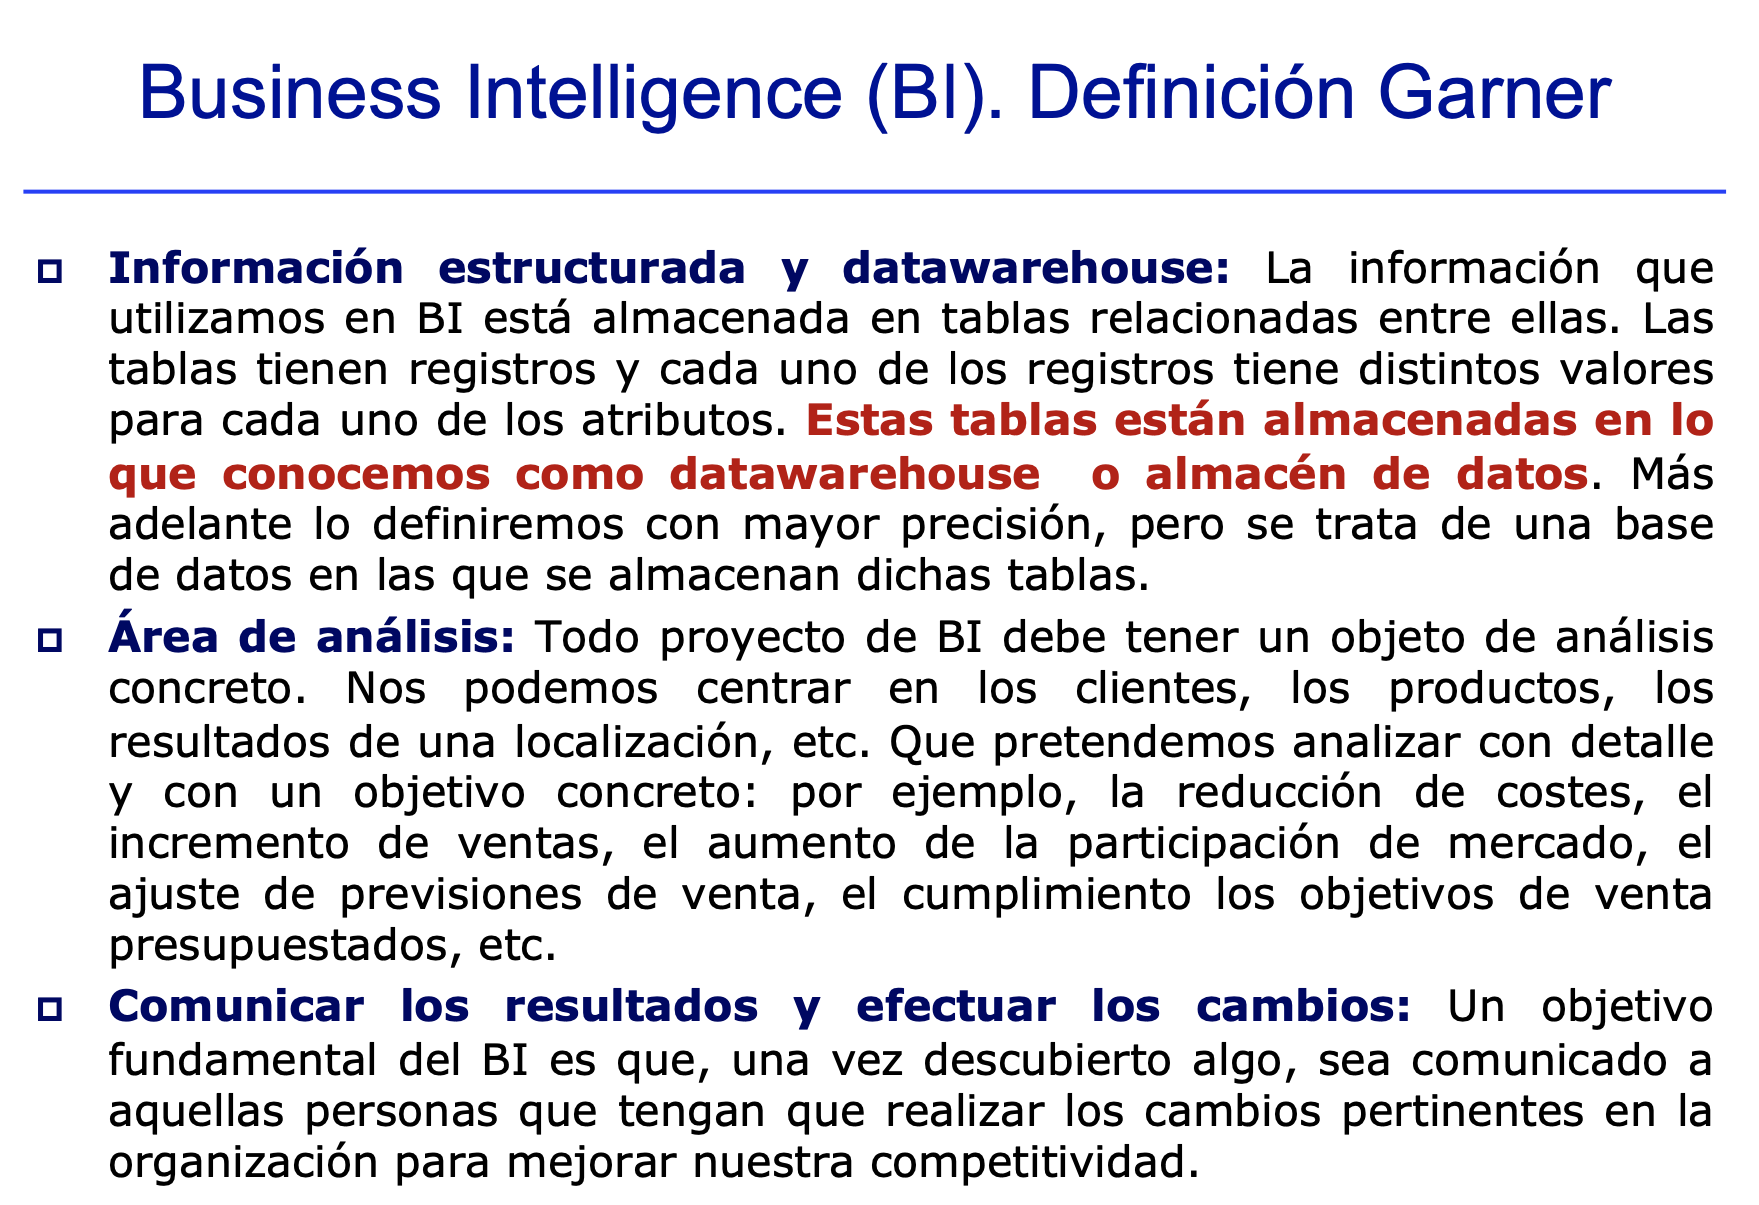 Business Intelligence (BI). Definición Garner
Información estructurada y datawarehouse: La información que
utilizamos en BI está almacenada en tablas relacionadas entre ellas. Las
tablas tienen registros y cada uno de los registros tiene distintos valores
para cada uno de los atributos. Estas tablas están almacenadas en lo
que conocemos como datawarehouse o almacén de datos. Más
adelante lo definiremos con mayor precisión, pero se trata de una base
de datos en las que se almacenan dichas tablas.
Área de análisis: Todo proyecto de BI debe tener un objeto de análisis
concreto. Nos podemos centrar en los clientes, los productos, los
resultados de una localización, etc. Que pretendemos analizar con detalle
y con un objetivo concreto: por ejemplo, la reducción de costes, el
incremento de ventas, el aumento de la participación de mercado, el
ajuste de previsiones de venta, el cumplimiento los objetivos de venta
presupuestados, etc.
Comunicar los resultados y efectuar los cambios: Un objetivo
fundamental del BI es que, una vez descubierto algo, sea comunicado a
aquellas personas que tengan que realizar los cambios pertinentes en la
organización para mejorar nuestra competitividad.